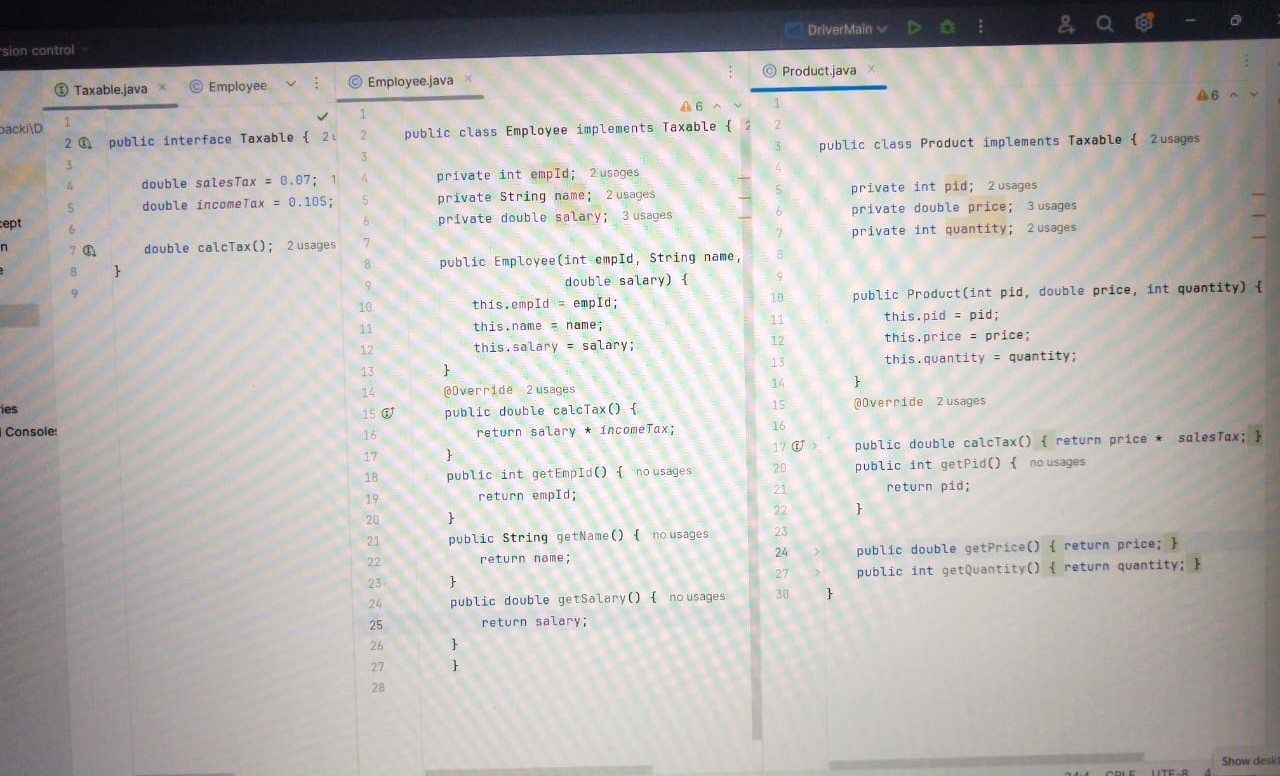 sion control
DriverMain
Taxable.java
Employee
Employee.java
Product.java
packi\D
cept
n
e
ies
Console:
1
2 public interface Taxable { 2 u
3
4 double salesTax = 0.07; 1
5 double incomeTax = 0.105;
6
7 double calcTax(); 2 usages
8 }
9
6
1
2 public class Employee implements Taxable { 2
3
4 private int empId; 2 usages
5 private String name; 2 usages
6 private double salary; 3 usages
7
8 public Employee(int empId, String name,
9 double salary) {
10 this.empId = empId;
11 this.name = name;
12 this.salary = salary;
13 }
14 @Override 2 usages
15 public double calcTax() {
16 return salary * incomeTax;
17 }
18 public int getEmpId() { no usages
19 return empId;
20 }
21 public String getName() { no usages
22 return name;
23 }
24 public double getSalary() { no usages
25 return salary;
26 }
27 }
28
6
1
2
3 public class Product implements Taxable { 2 usages
4
5 private int pid; 2 usages
6 private double price; 3 usages
7 private int quantity; 2 usages
8
9
10 public Product(int pid, double price, int quantity) {
11 this.pid = pid;
12 this.price = price;
13 this.quantity = quantity;
14 }
15 @Override 2 usages
16
17 public double calcTax() { return price * salesTax; }
20 public int getPid() { no usages
21 return pid;
22 }
23
24 public double getPrice() { return price; }
27 public int getQuantity() { return quantity; }
30 }
Show desk
24:4 CRLF UTF-8 4